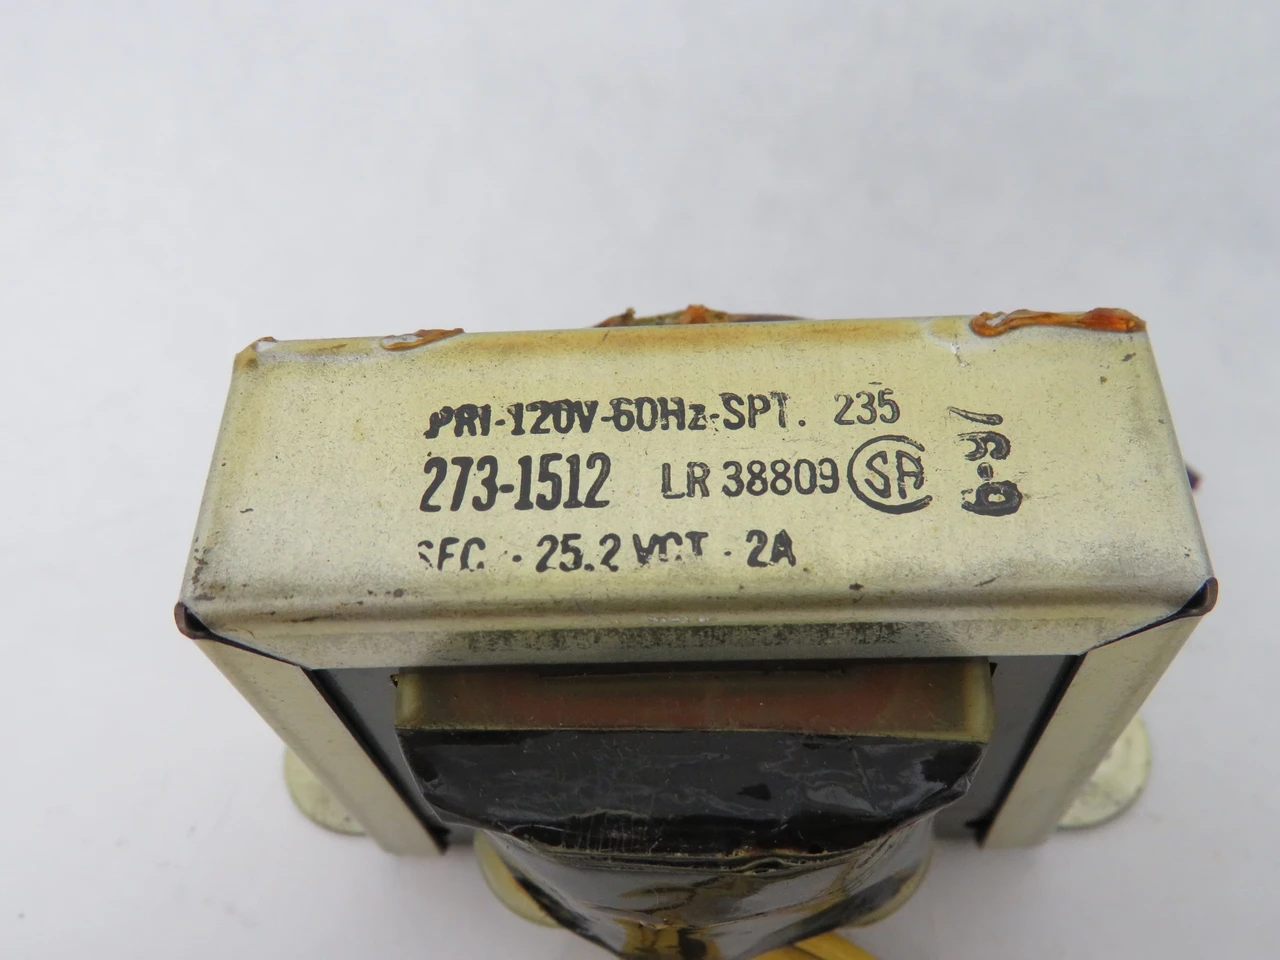 PRI-120V-60Hz-SPT. 235
273-1512 LR 38809 SA
SEC. - 25.2 VCT - 2A
6-97